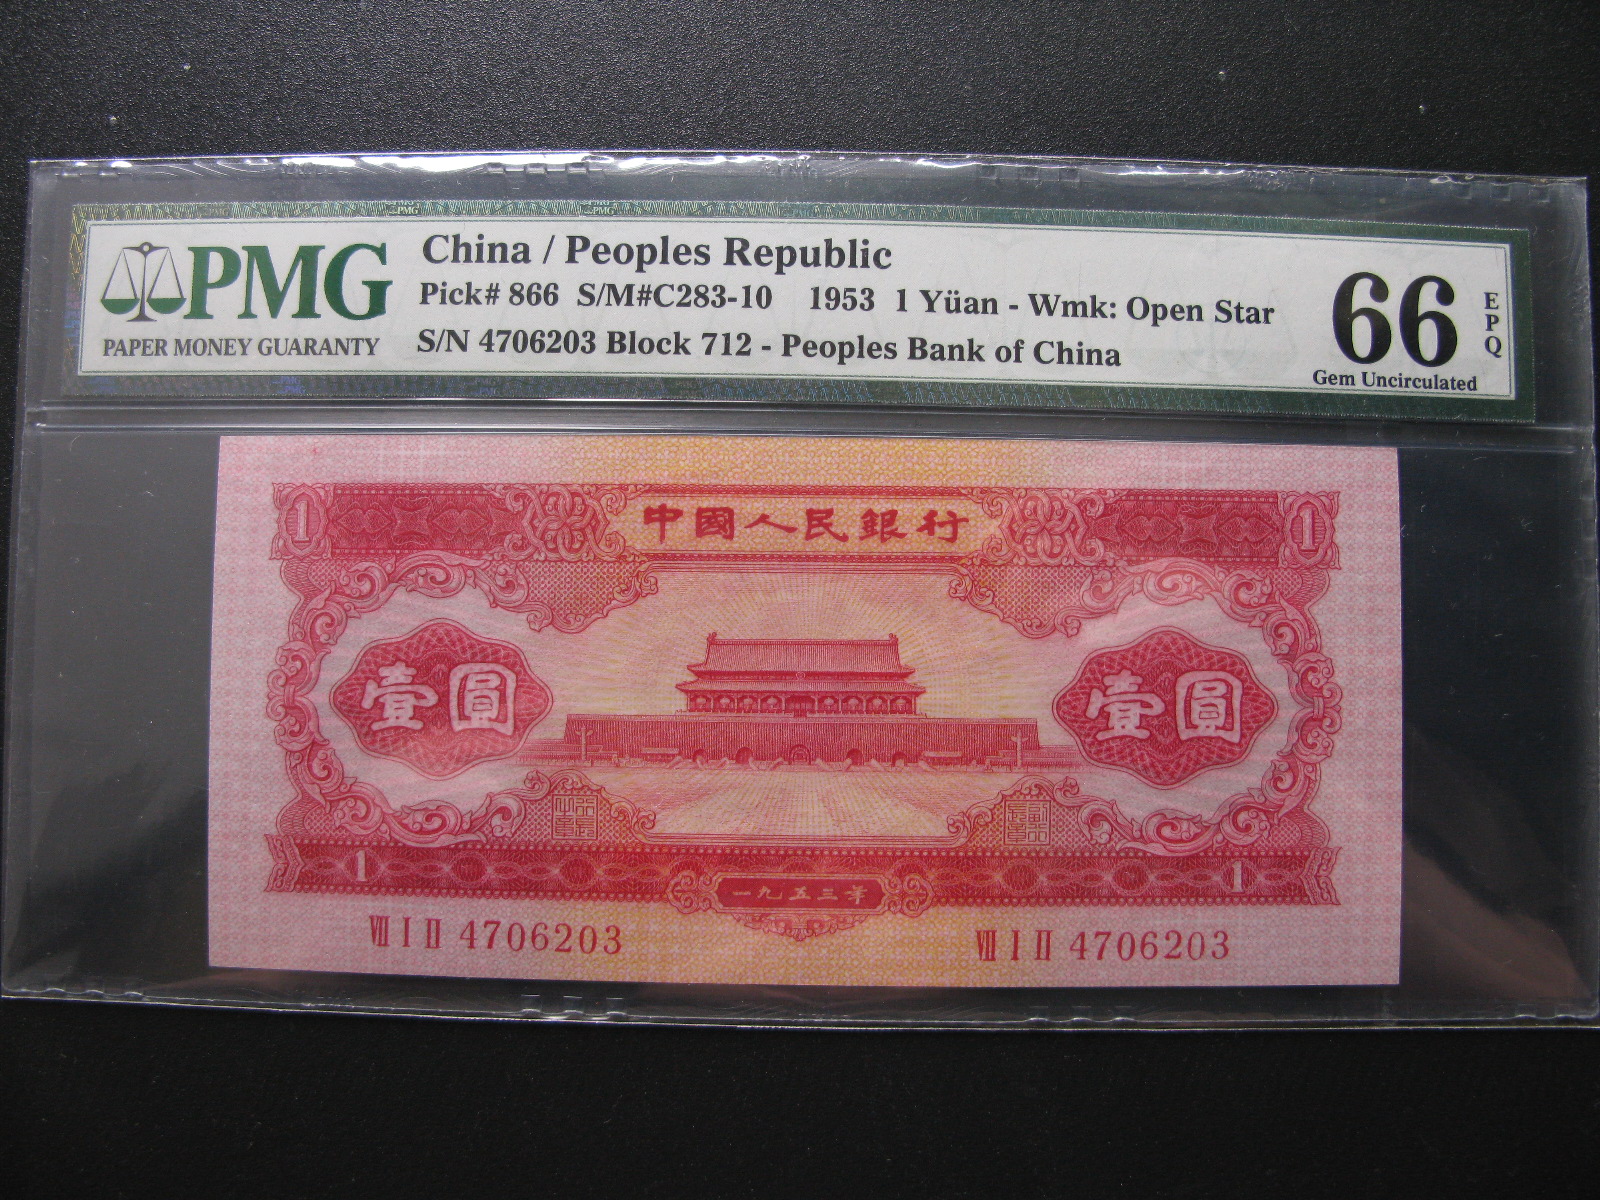 PMG
PAPER MONEY GUARANTY
China / Peoples Republic
Pick# 866 S/M#C283-10 1953 1 Yüan - Wmk: Open Star
S/N 4706203 Block 712 - Peoples Bank of China
66
EPQ
Gem Uncirculated
1
中國人民銀行
1
壹圓
壹圓
1
1
一九五三年
Ⅶ Ⅰ Ⅱ 4706203
Ⅶ Ⅰ Ⅱ 4706203